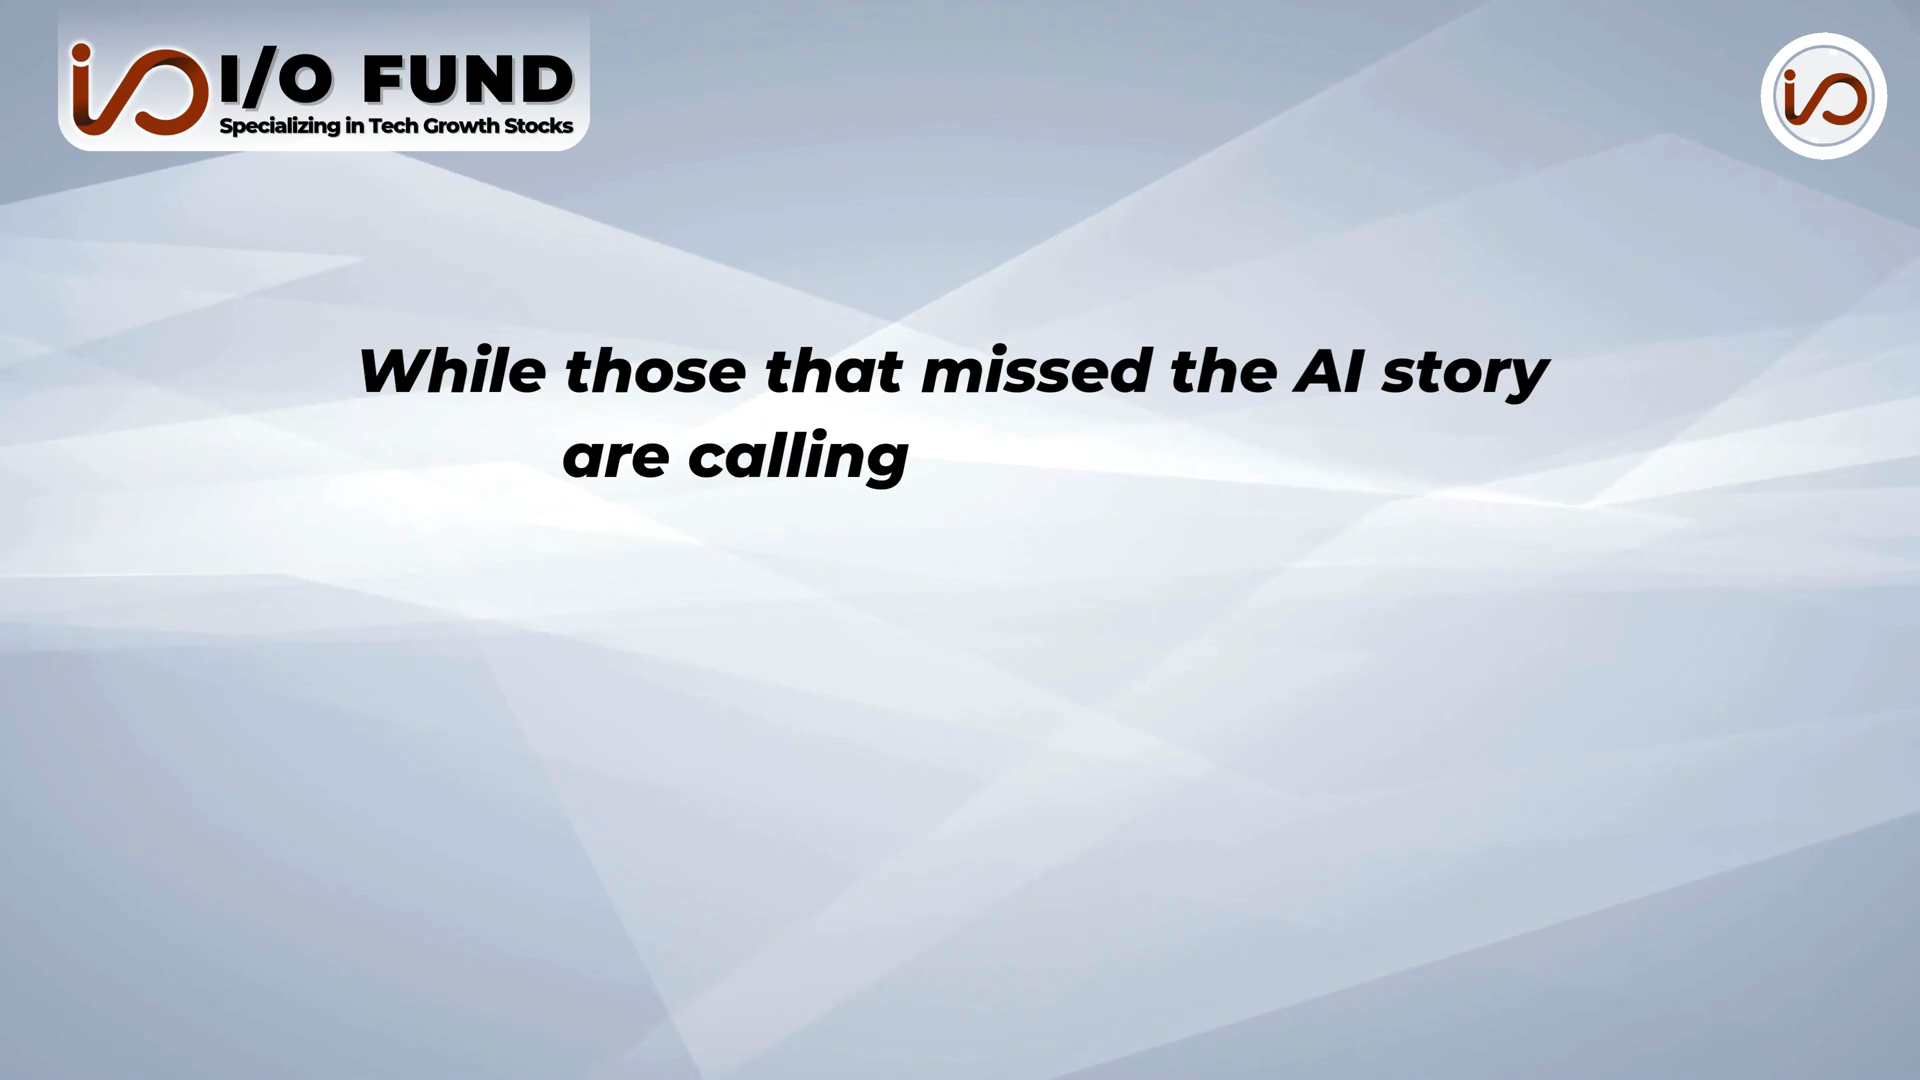 I/O FUND
Specializing in Tech Growth Stocks
While those that missed the AI story
are calling